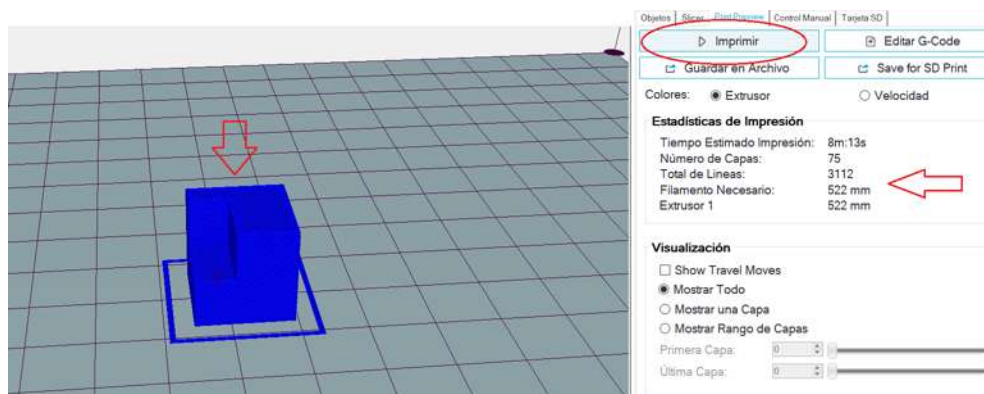 Objetos Slicer Print Preview Control Manual Tarjeta SD
Imprimir Editar G-Code
Guardar en Archivo Save for SD Print
Colores: Extrusor Velocidad
Estadísticas de Impresión
Tiempo Estimado Impresión: 8m:13s
Número de Capas: 75
Total de Lineas: 3112
Filamento Necesario: 522 mm
Extrusor 1 522 mm
Visualización
Show Travel Moves
Mostrar Todo
Mostrar una Capa
Mostrar Rango de Capas
Primera Capa: 0
Última Capa: 0